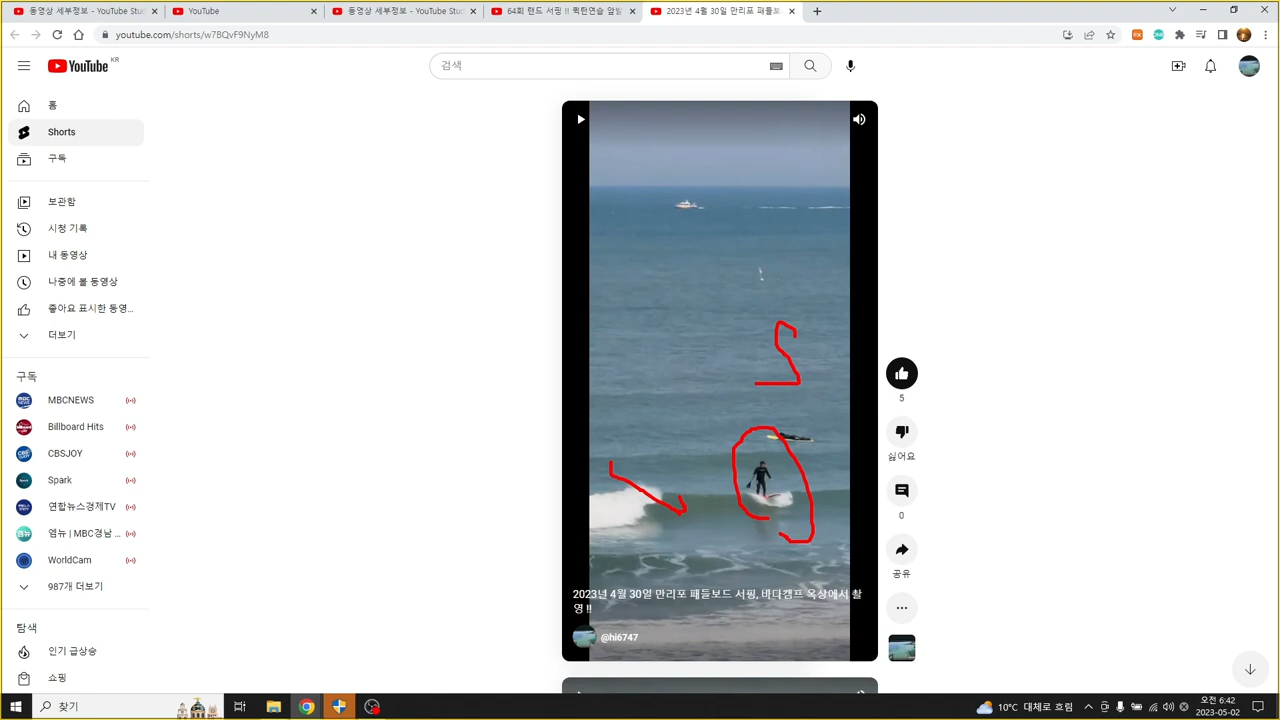 동영상 세부정보 - YouTube Stu
YouTube
동영상 세부정보 - YouTube Stu
64회 랜드 서핑 !! 퀵턴연습 앞발
2023년 4월 30일 만리포 패들보드
youtube.com/shorts/w7BQvF9NyM8
YouTube KR
검색
홈
Shorts
구독
보관함
시청 기록
내 동영상
나중에 볼 동영상
좋아요 표시한 동영...
더보기
구독
MBCNEWS
Billboard Hits
CBSJOY
Spark
연합뉴스경제TV
엠뉴 | MBC경남 ...
WorldCam
987개 더보기
탐색
인기 급상승
쇼핑
2
5
싫어요
0
공유
2023년 4월 30일 만리포 패들보드 서핑, 바다캠프 옥상에서 촬
영 !!
@hi6747
찾기
10°C 대체로 흐림
오전 6:42
2023-05-02